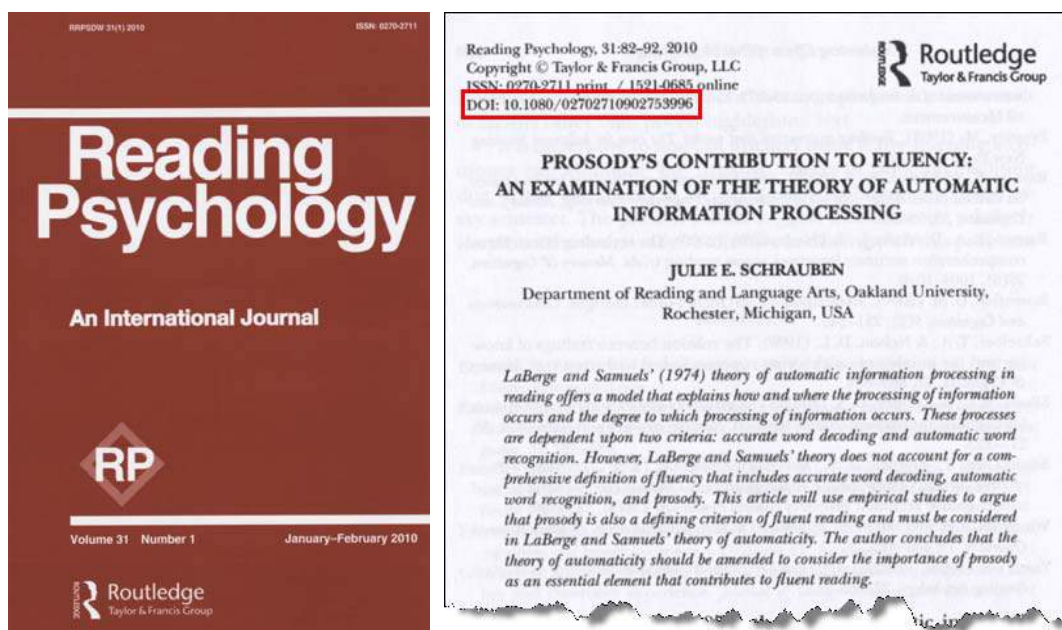 RRPSDW 31(1) 2010
ISSN: 0270-2711
Reading
Psychology
An International Journal
RP
Volume 31 Number 1
January–February 2010
ROUTLEDGE
Routledge
Taylor & Francis Group
Reading Psychology, 31:82–92, 2010
Copyright © Taylor & Francis Group, LLC
ISSN: 0270-2711 print / 1521-0685 online
DOI: 10.1080/02702710902753996
ROUTLEDGE
Routledge
Taylor & Francis Group
PROSODY'S CONTRIBUTION TO FLUENCY:
AN EXAMINATION OF THE THEORY OF AUTOMATIC
INFORMATION PROCESSING
JULIE E. SCHRAUBEN
Department of Reading and Language Arts, Oakland University,
Rochester, Michigan, USA
LaBerge and Samuels' (1974) theory of automatic information processing in
reading offers a model that explains how and where the processing of information
occurs and the degree to which processing of information occurs. These processes
are dependent upon two criteria: accurate word decoding and automatic word
recognition. However, LaBerge and Samuels' theory does not account for a com-
prehensive definition of fluency that includes accurate word decoding, automatic
word recognition, and prosody. This article will use empirical studies to argue
that prosody is also a defining criterion of fluent reading and must be considered
in LaBerge and Samuels' theory of automaticity. The author concludes that the
theory of automaticity should be amended to consider the importance of prosody
as an essential element that contributes to fluent reading.